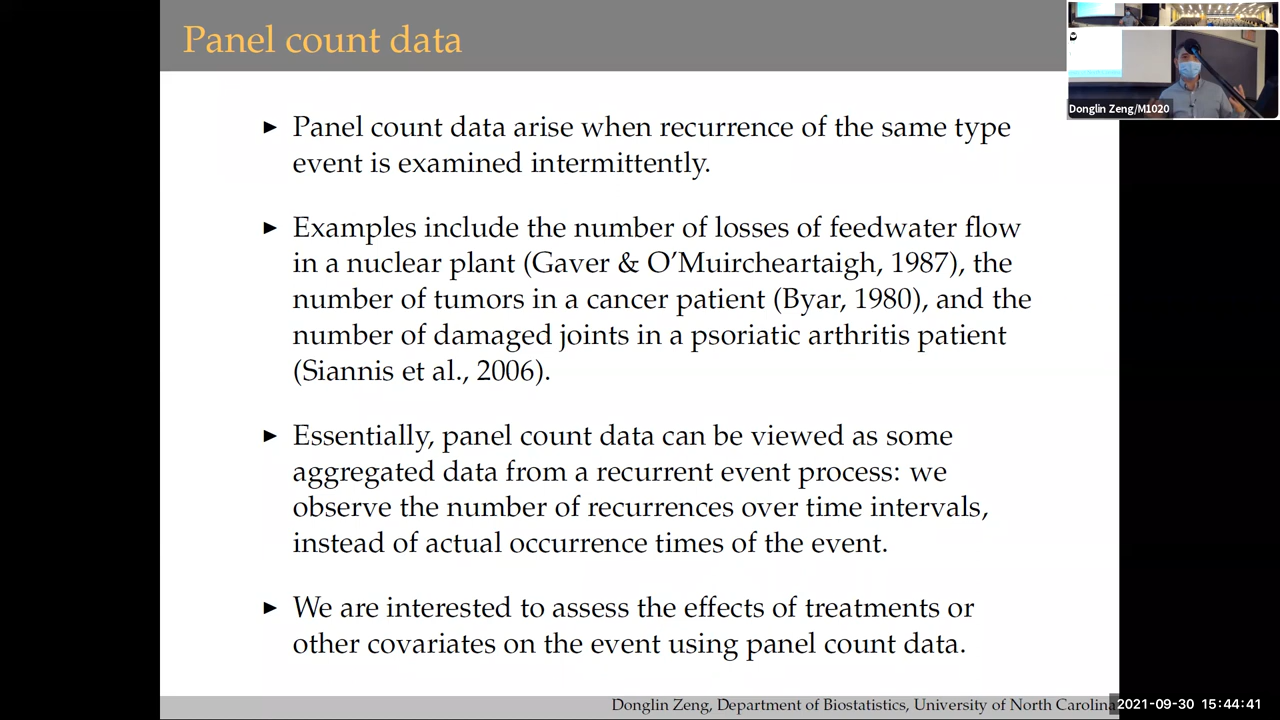 Panel count data
Donglin Zeng/M1020
► Panel count data arise when recurrence of the same type
event is examined intermittently.
► Examples include the number of losses of feedwater flow
in a nuclear plant (Gaver & O'Muircheartaigh, 1987), the
number of tumors in a cancer patient (Byar, 1980), and the
number of damaged joints in a psoriatic arthritis patient
(Siannis et al., 2006).
► Essentially, panel count data can be viewed as some
aggregated data from a recurrent event process: we
observe the number of recurrences over time intervals,
instead of actual occurrence times of the event.
► We are interested to assess the effects of treatments or
other covariates on the event using panel count data.
Donglin Zeng, Department of Biostatistics, University of North Carolina
2021-09-30 15:44:41